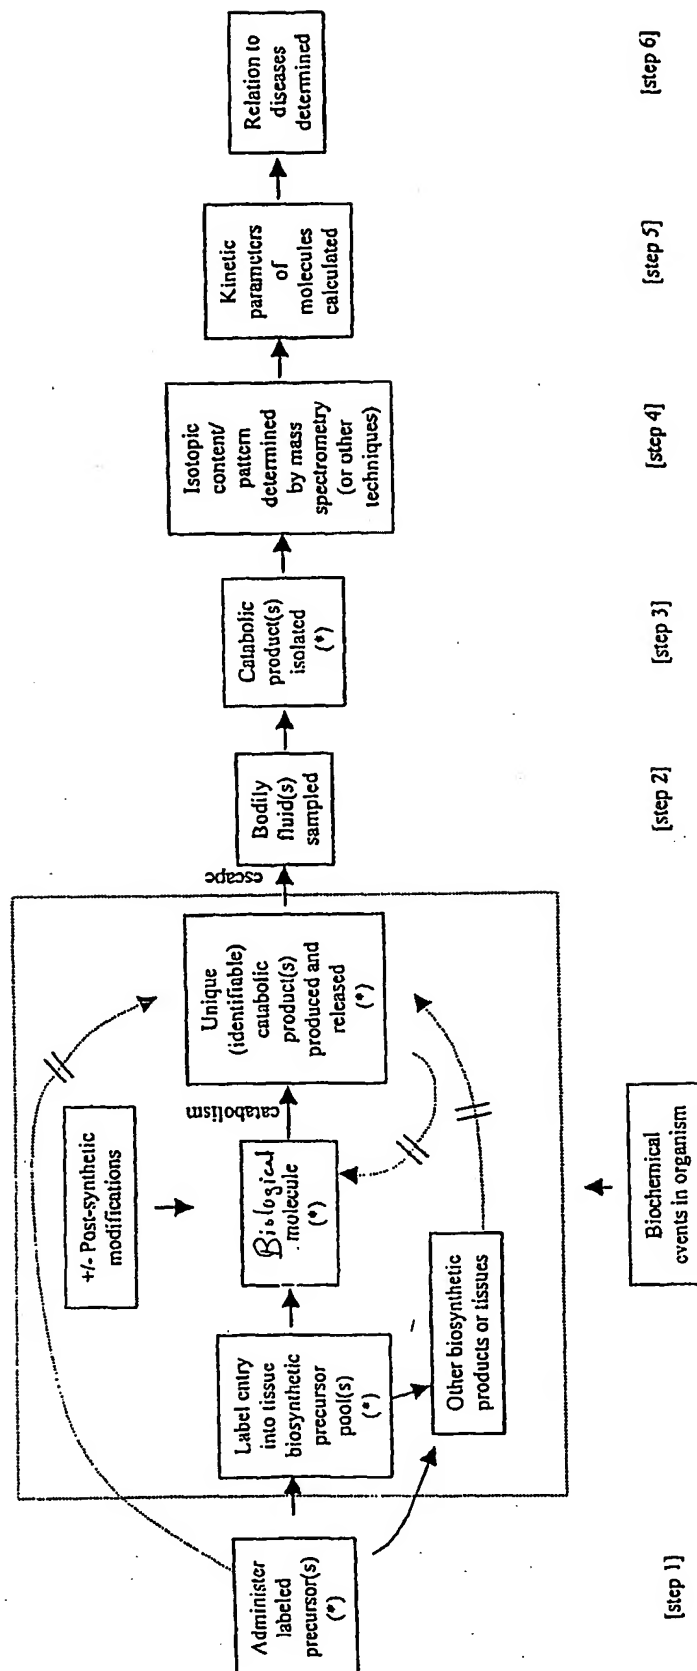 Administer
labeled
precursor(s)
(*)
Label entry
into tissue
biosynthetic
precursor
pool(s)
(*)
+/- Post-synthetic
modifications
Biological
molecule
(*)
Other biosynthetic
products or tissues
catabolism
Unique
(identifiable)
catabolic
product(s)
produced and
released
(*)
escape
Biochemical
events in organism
Bodily
fluid(s)
sampled
Catabolic
product(s)
isolated
(*)
Isotopic
content/
pattern
determined
by mass
spectrometry
(or other
techniques)
Kinetic
parameters
of
molecules
calculated
Relation to
diseases
determined
[step 1]
[step 2]
[step 3]
[step 4]
[step 5]
[step 6]